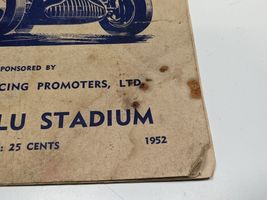 SPONSORED BY
CING PROMOTERS, LTD.
LU STADIUM
: 25 CENTS 1952